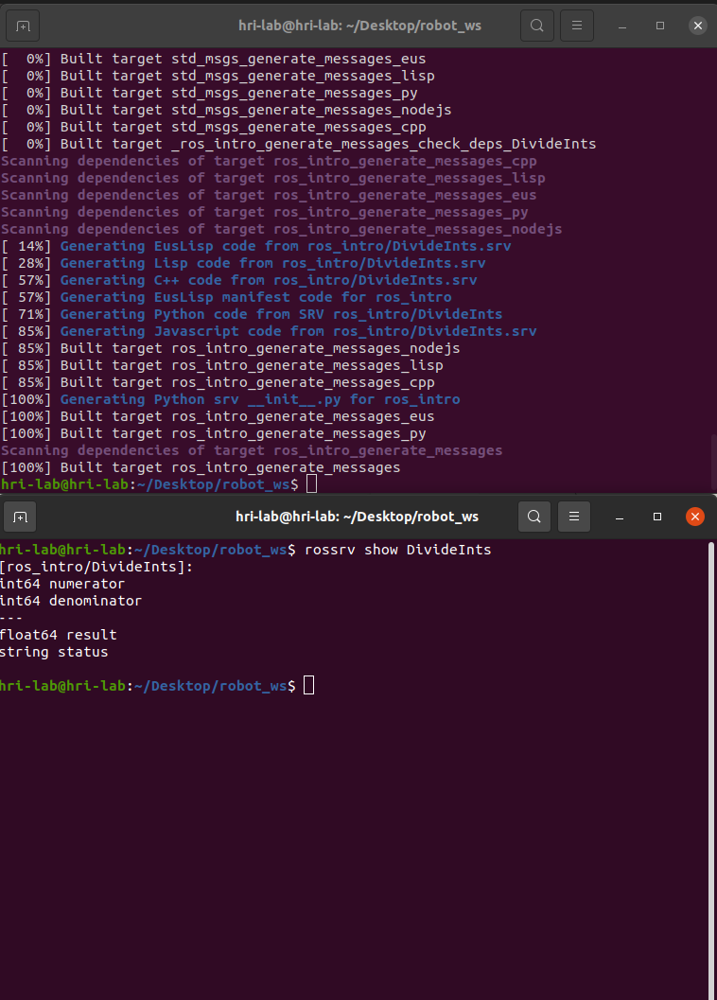 hri-lab@hri-lab: ~/Desktop/robot_ws
[  0%] Built target std_msgs_generate_messages_eus
[  0%] Built target std_msgs_generate_messages_lisp
[  0%] Built target std_msgs_generate_messages_py
[  0%] Built target std_msgs_generate_messages_nodejs
[  0%] Built target std_msgs_generate_messages_cpp
[  0%] Built target _ros_intro_generate_messages_check_deps_DivideInts
Scanning dependencies of target ros_intro_generate_messages_cpp
Scanning dependencies of target ros_intro_generate_messages_lisp
Scanning dependencies of target ros_intro_generate_messages_eus
Scanning dependencies of target ros_intro_generate_messages_py
Scanning dependencies of target ros_intro_generate_messages_nodejs
[ 14%] Generating EusLisp code from ros_intro/DivideInts.srv
[ 28%] Generating Lisp code from ros_intro/DivideInts.srv
[ 57%] Generating C++ code from ros_intro/DivideInts.srv
[ 57%] Generating EusLisp manifest code for ros_intro
[ 71%] Generating Python code from SRV ros_intro/DivideInts
[ 85%] Generating Javascript code from ros_intro/DivideInts.srv
[ 85%] Built target ros_intro_generate_messages_nodejs
[ 85%] Built target ros_intro_generate_messages_lisp
[ 85%] Built target ros_intro_generate_messages_cpp
[100%] Generating Python srv __init__.py for ros_intro
[100%] Built target ros_intro_generate_messages_eus
[100%] Built target ros_intro_generate_messages_py
Scanning dependencies of target ros_intro_generate_messages
[100%] Built target ros_intro_generate_messages
hri-lab@hri-lab:~/Desktop/robot_ws$
hri-lab@hri-lab: ~/Desktop/robot_ws
hri-lab@hri-lab:~/Desktop/robot_ws$ rossrv show DivideInts
[ros_intro/DivideInts]:
int64 numerator
int64 denominator
---
float64 result
string status
hri-lab@hri-lab:~/Desktop/robot_ws$